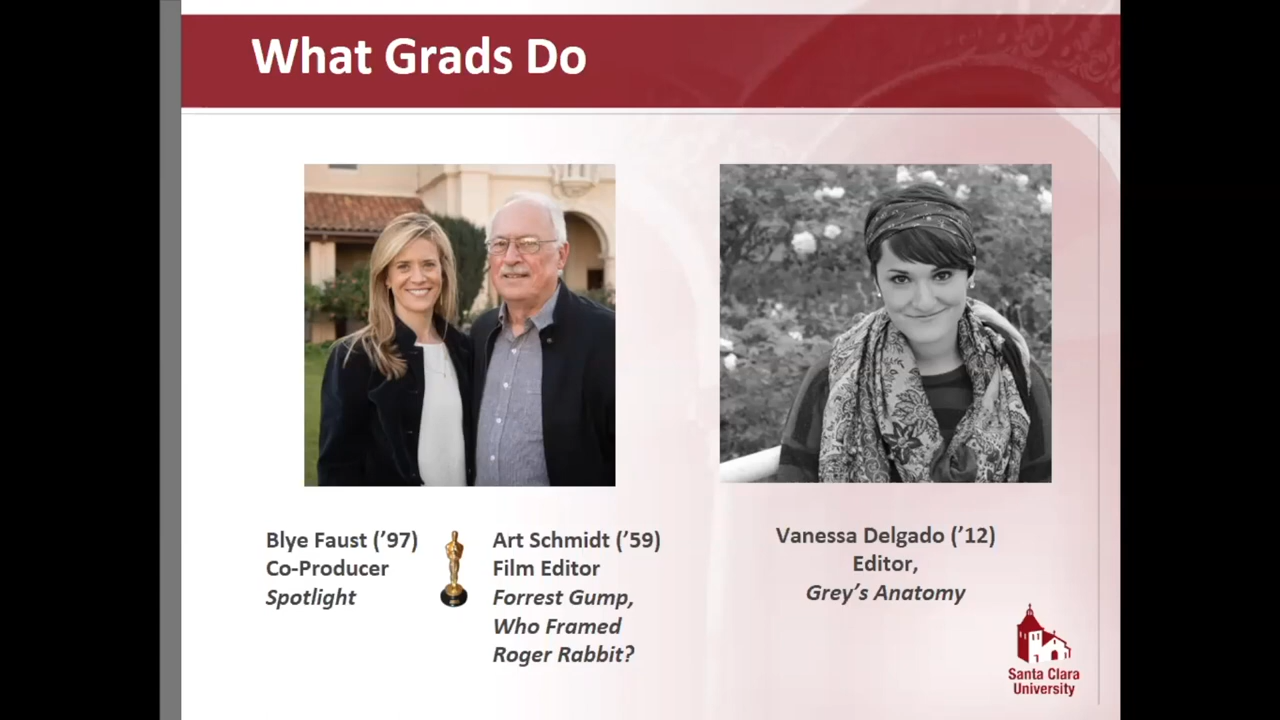 What Grads Do
Blye Faust (’97)
Co-Producer
Spotlight
Art Schmidt (’59)
Film Editor
Forrest Gump,
Who Framed
Roger Rabbit?
Vanessa Delgado (’12)
Editor,
Grey’s Anatomy
Santa Clara
University